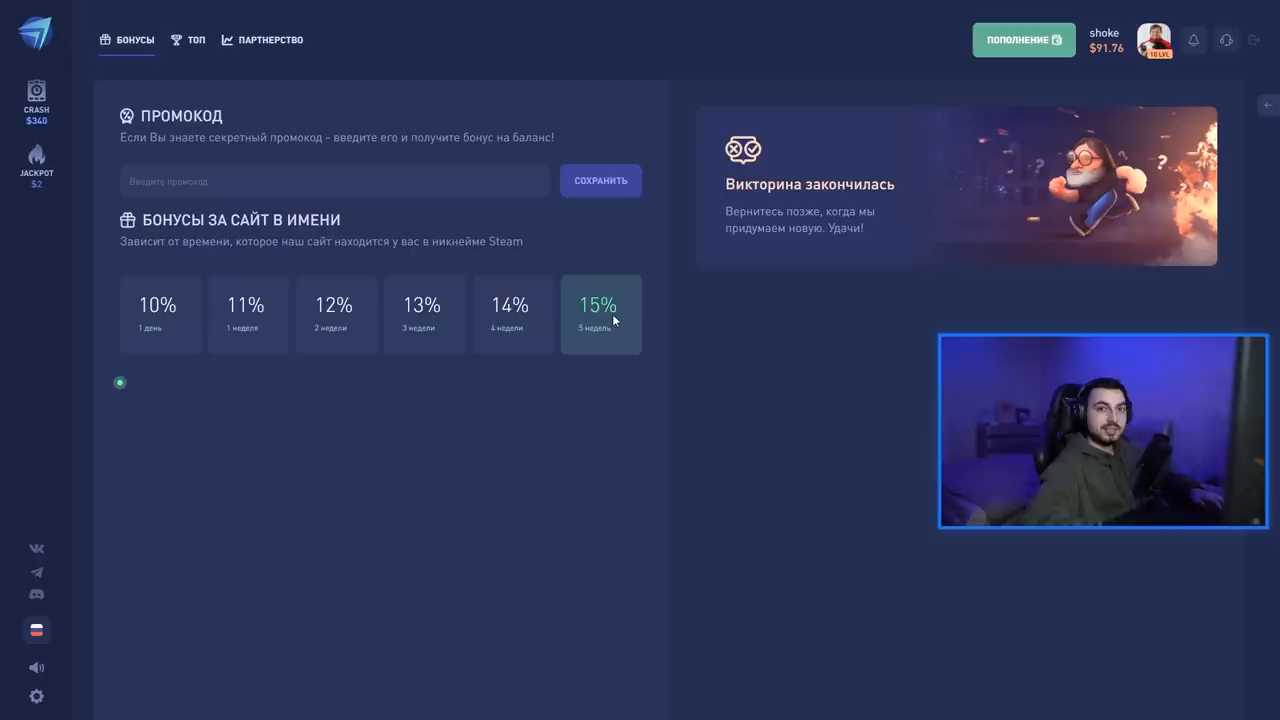 БОНУСЫ
ТОП
ПАРТНЕРСТВО
ПОПОЛНЕНИЕ
shoke
$91.76
10 LVL
CRASH
$340
JACKPOT
$2
ПРОМОКОД
Если Вы знаете секретный промокод - введите его и получите бонус на баланс!
Введите промокод
СОХРАНИТЬ
БОНУСЫ ЗА САЙТ В ИМЕНИ
Зависит от времени, которое наш сайт находится у вас в никнейме Steam
10%
1 день
11%
1 неделя
12%
2 недели
13%
3 недели
14%
4 недели
15%
5 недель
Викторина закончилась
Вернитесь позже, когда мы
придумаем новую. Удачи!